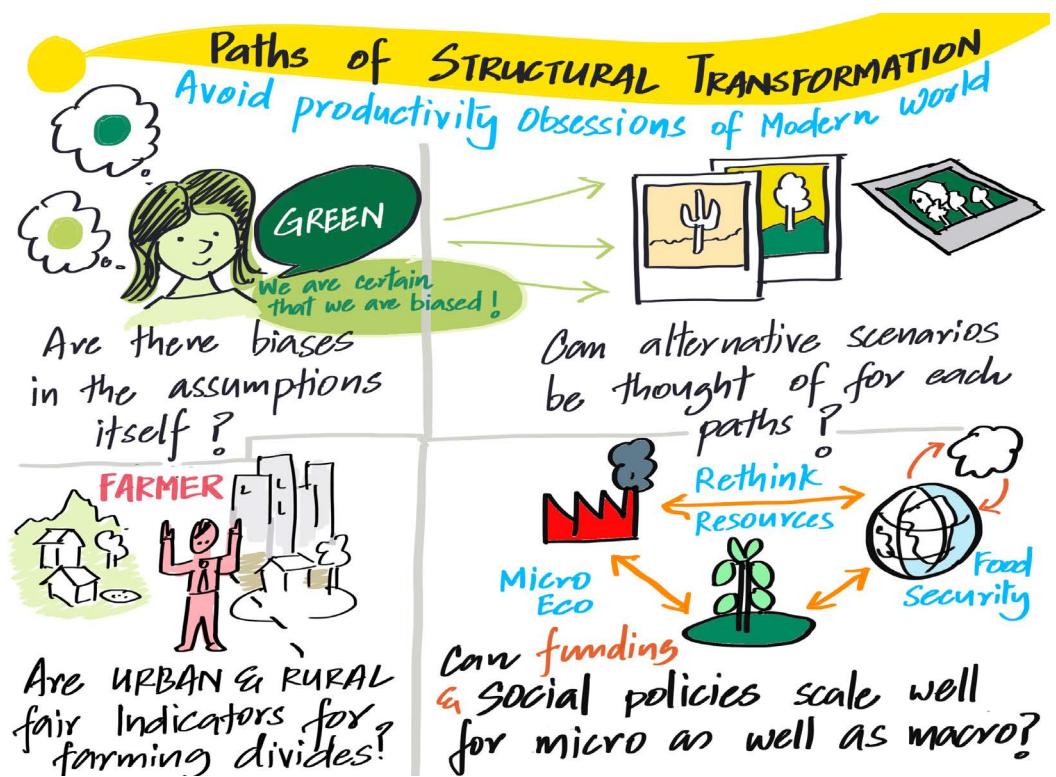 Paths of STRUCTURAL TRANSFORMATION
Avoid productivity Obsessions of Modern world
GREEN
We are certain
that we are biased!
Are there biases
in the assumptions
itself?
Can alternative scenarios
be thought of for each
paths?
FARMER
Are URBAN & RURAL
fair Indicators for
farming divides?
Rethink
Resources
Micro
Eco
Food
Security
Can funding
& social policies scale well
for micro as well as macro?